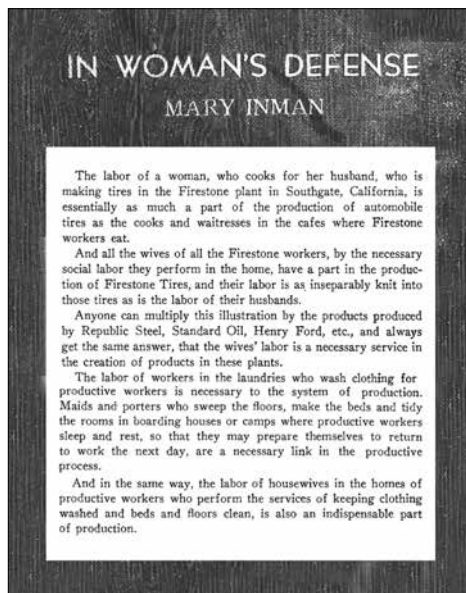 IN WOMAN'S DEFENSE
MARY INMAN
The labor of a woman, who cooks for her husband, who is
making tires in the Firestone plant in Southgate, California, is
essentially as much a part of the production of automobile
tires as the cooks and waitresses in the cafes where Firestone
workers eat.
And all the wives of all the Firestone workers, by the necessary
social labor they perform in the home, have a part in the produc-
tion of Firestone Tires, and their labor is as inseparably knit into
those tires as is the labor of their husbands.
Anyone can multiply this illustration by the products produced
by Republic Steel, Standard Oil, Henry Ford, etc., and always
get the same answer, that the wives' labor is a necessary service in
the creation of products in these plants.
The labor of workers in the laundries who wash clothing for
productive workers is necessary to the system of production.
Maids and porters who sweep the floors, make the beds and tidy
the rooms in boarding houses or camps where productive workers
sleep and rest, so that they may prepare themselves to return
to work the next day, are a necessary link in the productive
process.
And in the same way, the labor of housewives in the homes of
productive workers who perform the services of keeping clothing
washed and beds and floors clean, is also an indispensable part
of production.